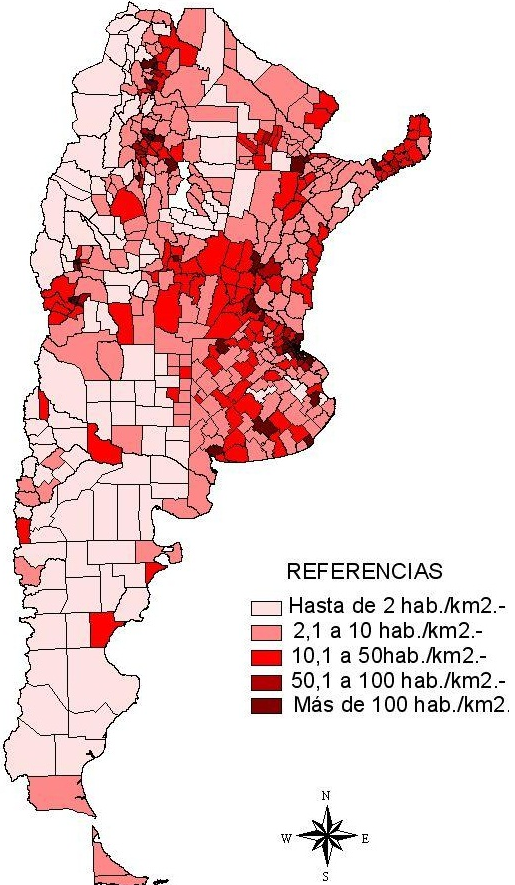 REFERENCIAS
Hasta de 2 hab./km2.-
2,1 a 10 hab./km2.-
10,1 a 50hab./km2.-
50,1 a 100 hab./km2.-
Más de 100 hab./km2.
N
W E
S